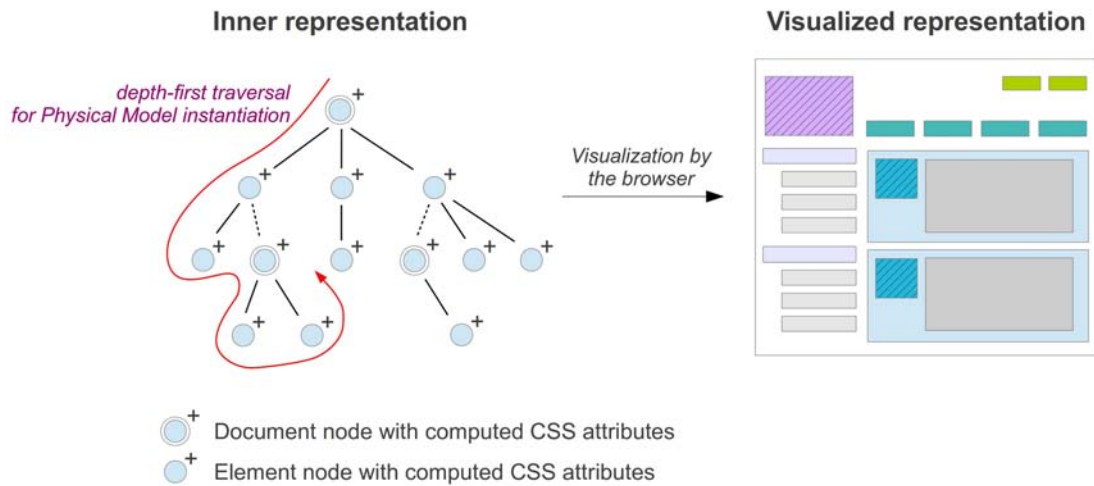 Inner representation
Visualized representation
depth-first traversal
for Physical Model instantiation
+
+
+
+
+
+
+
+
+
+
+
+
+
Visualization by
the browser
+ Document node with computed CSS attributes
+ Element node with computed CSS attributes